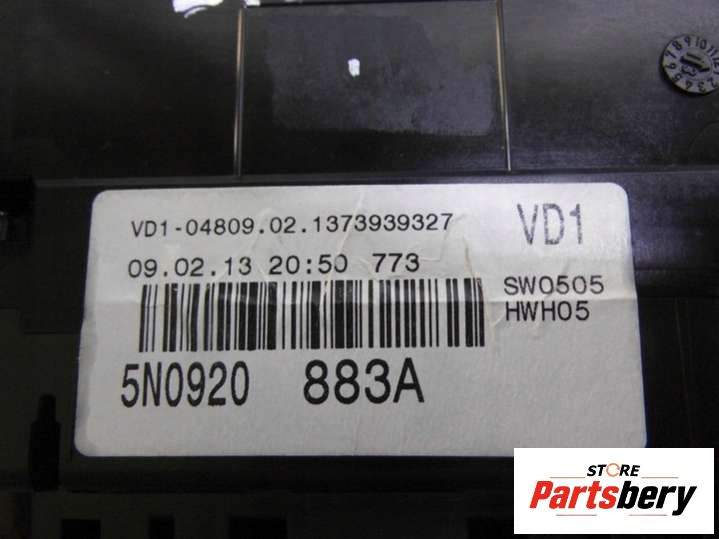 VD1-04809.02.1373939327
VD1
09.02.13 20:50 773
SW0505
HWH05
5N0920 883A
STORE
Partsbery